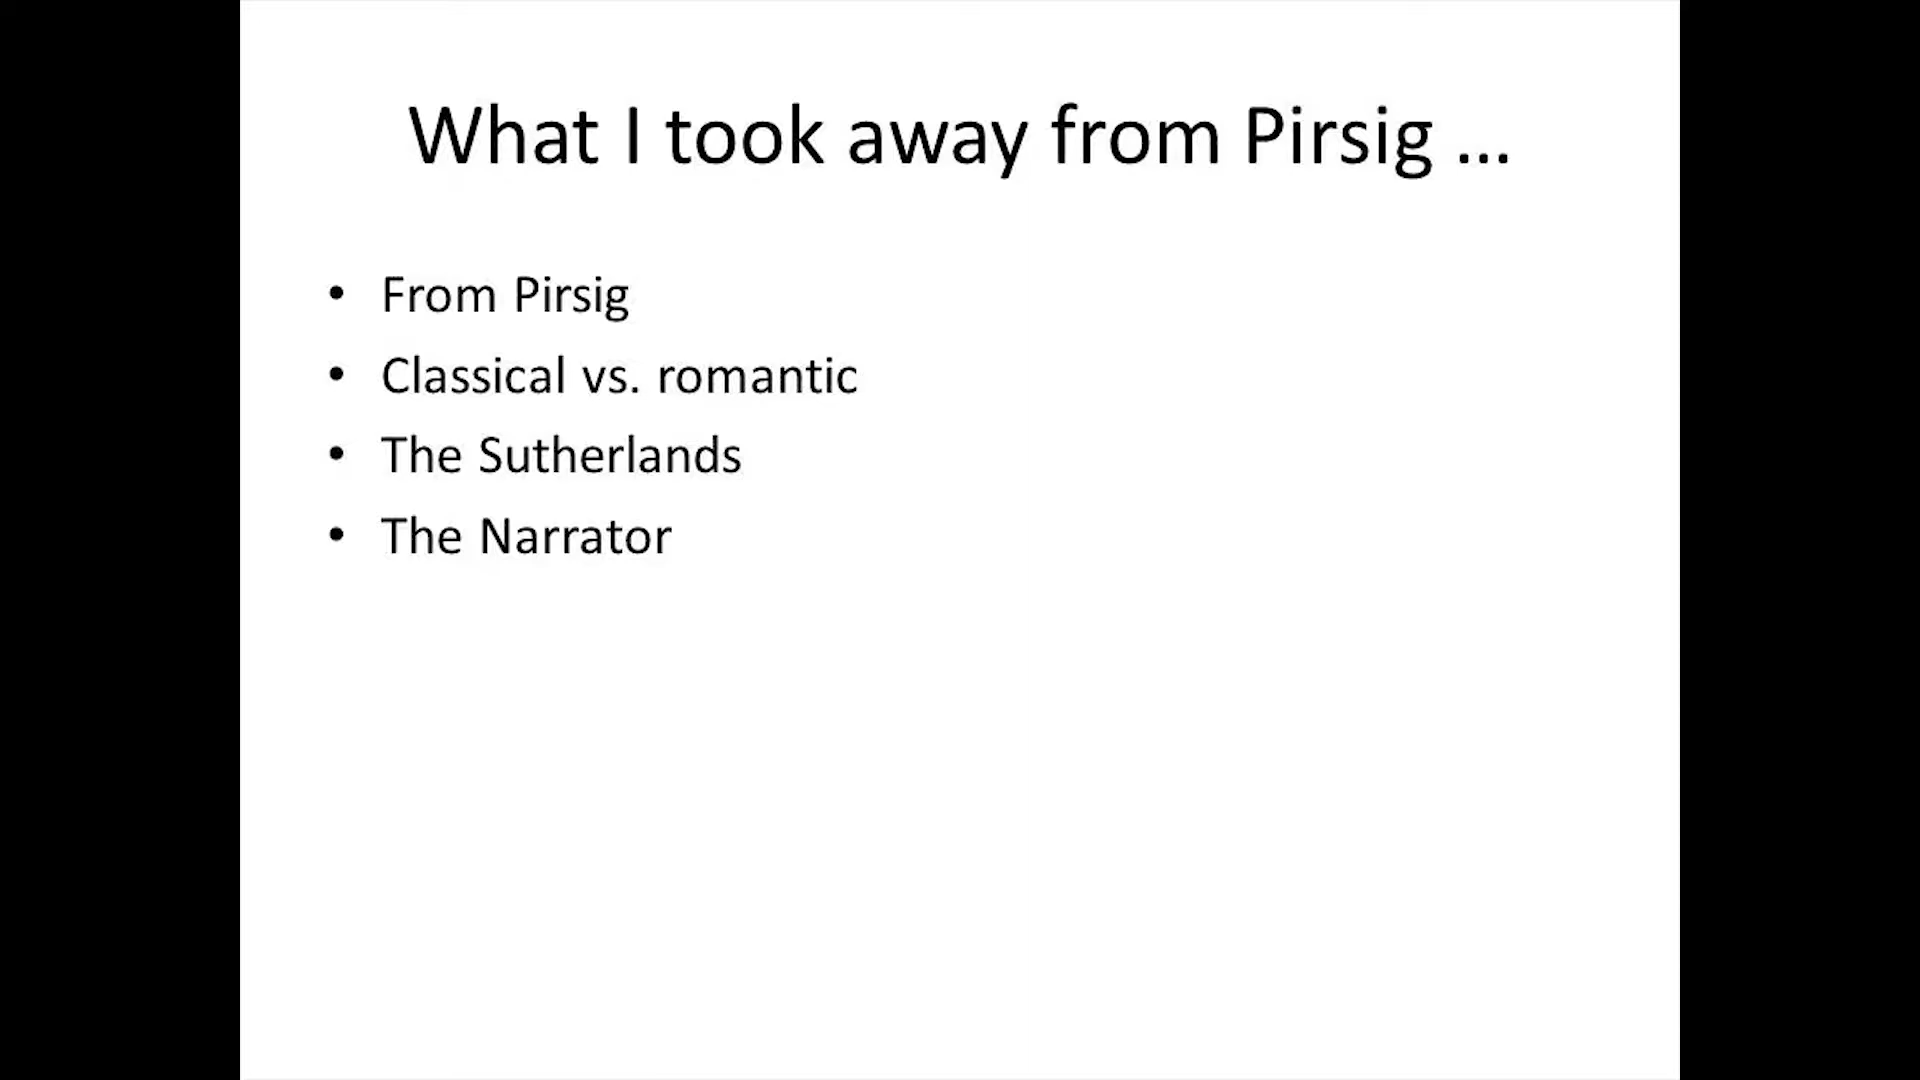 What I took away from Pirsig ...
• From Pirsig
• Classical vs. romantic
• The Sutherlands
• The Narrator